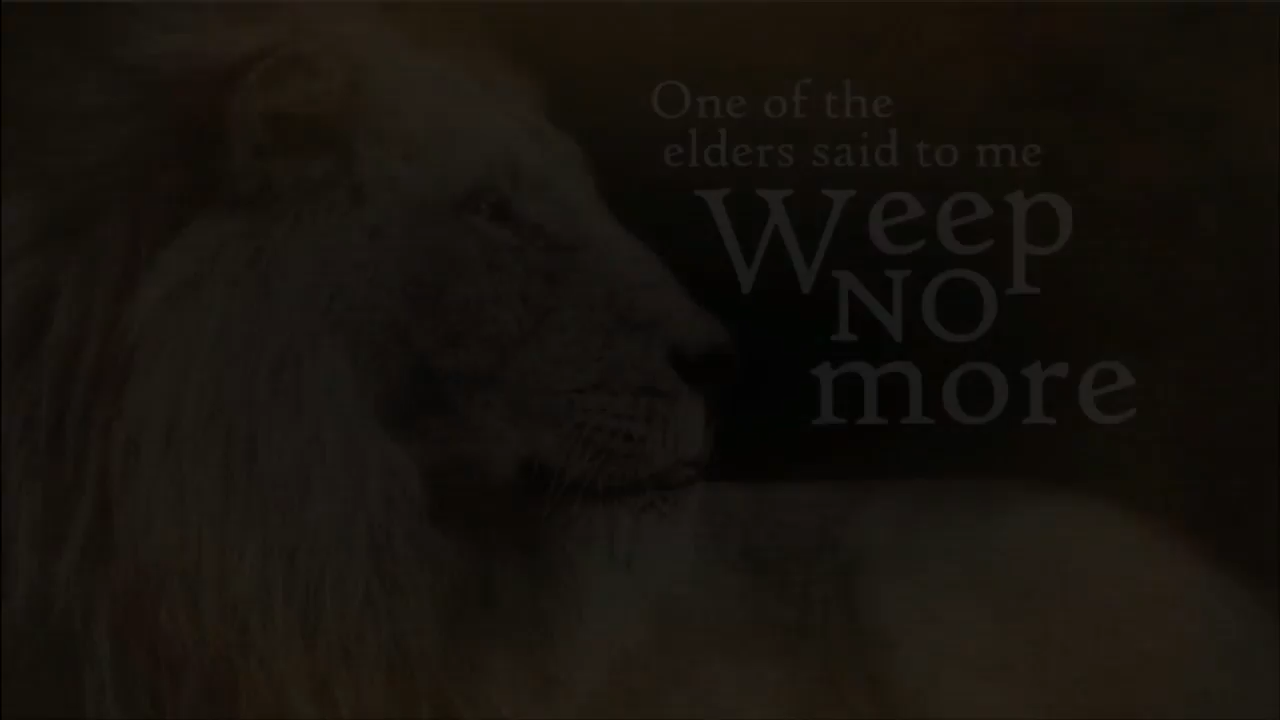 One of the
elders said to me
Weep
NO
more